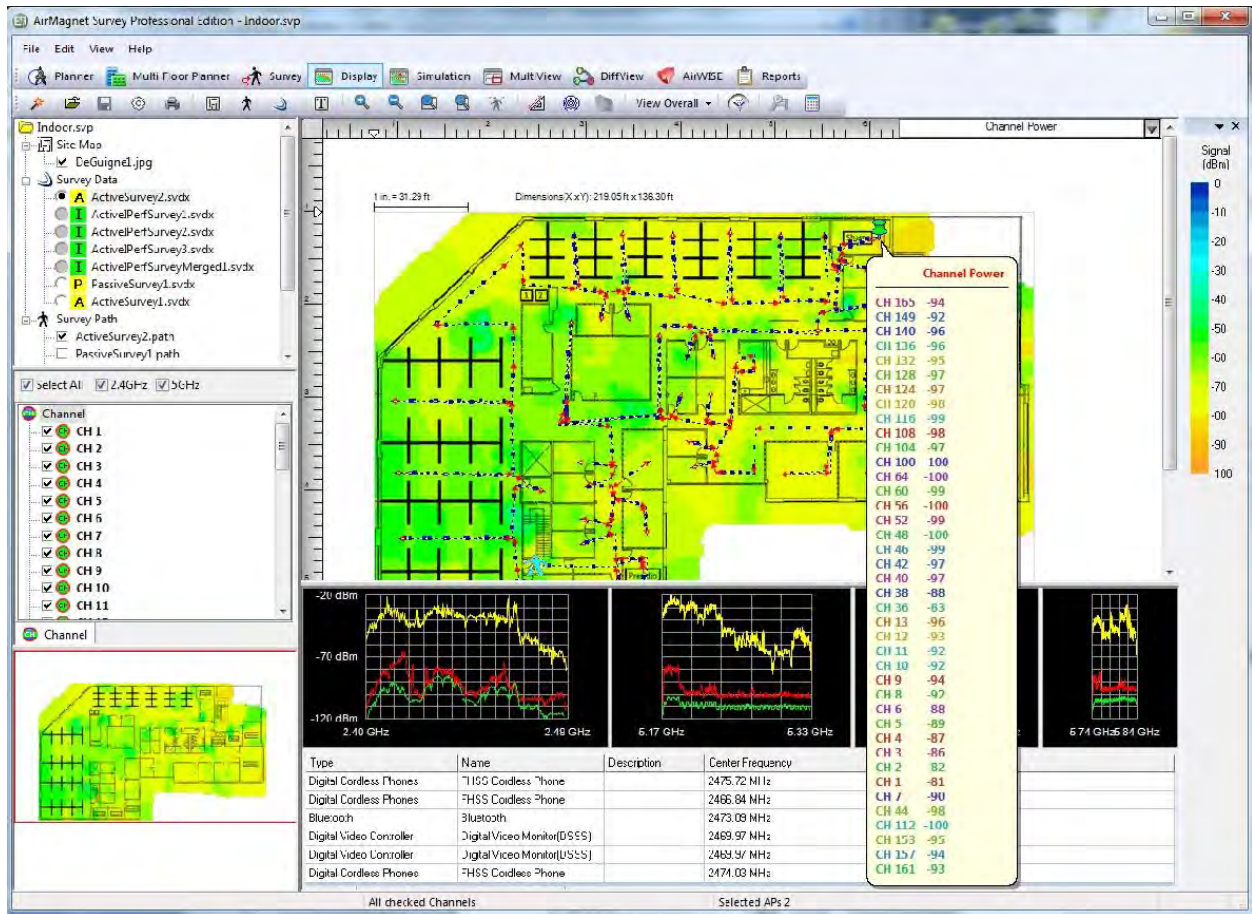 AirMagnet Survey Professional Edition - Indoor.svp
File Edit View Help
Planner Multi Floor Planner Survey Display Simulation MultiView DiffView AirWISE Reports
View Overall
Indoor.svp
Site Map
DeGuigne1.jpg
Survey Data
A ActiveSurvey2.svdx
I ActiveIPerfSurvey1.svdx
I ActiveIPerfSurvey2.svdx
I ActiveIPerfSurvey3.svdx
I ActiveIPerfSurveyMerged1.svdx
P PassiveSurvey1.svdx
A ActiveSurvey1.svdx
Survey Path
ActiveSurvey2.path
PassiveSurvey1.path
Select All 2.4GHz 5GHz
Channel
CH 1
CH 2
CH 3
CH 4
CH 5
CH 6
CH 7
CH 8
CH 9
CH 10
CH 11
Channel
Channel Power
1 in. = 31.29 ft
Dimensions(X x Y): 219.05 ft x 136.30 ft
1 2
Channel Power
CH 165 -94
CH 149 -92
CH 140 -96
CH 136 -96
CH 132 -95
CH 128 -97
CH 124 -97
CH 120 -98
CH 116 -99
CH 108 -98
CH 104 -97
CH 100 100
CH 64 -100
CH 60 -99
CH 56 -100
CH 52 -99
CH 48 -100
CH 46 -99
CH 42 -97
CH 40 -97
CH 38 -88
CH 36 -83
CH 13 -96
CH 12 -93
CH 11 -92
CH 10 -92
CH 9 -94
CH 8 -92
CH 6 88
CH 5 -89
CH 4 -87
CH 3 -86
CH 2 82
CH 1 -81
CH 7 -90
CH 44 -98
CH 112 -100
CH 153 -95
CH 157 -94
CH 161 -93
Signal
(dBm)
0
-10
-20
-30
-40
-50
-60
-70
-90
100
-20 dBm
-70 dBm
-120 dBm
2.40 GHz 2.49 GHz
5.17 GHz 5.33 GHz
5.74 GHz 5.84 GHz
Type Name Description Center Frequency
Digital Cordless Phones FHSS Cordless Phone 2475.72 MHz
Digital Cordless Phones FHSS Cordless Phone 2466.84 MHz
Bluetooth Bluetooth 2473.09 MHz
Digital Video Controller Digital Video Monitor(DSSS) 2469.97 MHz
Digital Video Controller Digital Video Monitor(DSSS) 2469.97 MHz
Digital Cordless Phones FHSS Cordless Phone 2474.03 MHz
All checked Channels Selected APs 2